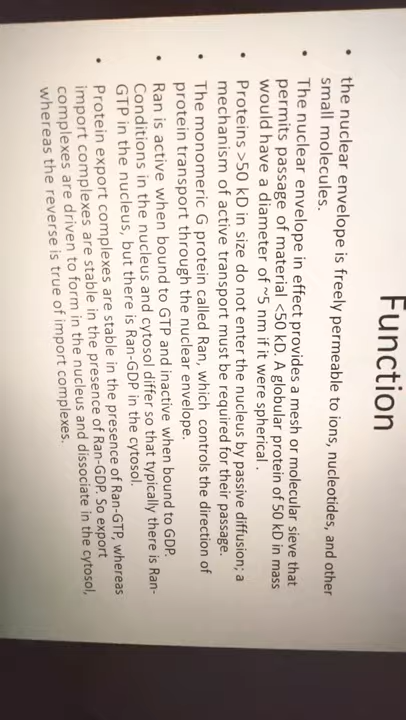 Function
• the nuclear envelope is freely permeable to ions, nucleotides, and other
small molecules.
• The nuclear envelope in effect provides a mesh or molecular sieve that
permits passage of material <50 kD. A globular protein of 50 kD in mass
would have a diameter of ~5 nm if it were spherical .
• Proteins >50 kD in size do not enter the nucleus by passive diffusion; a
mechanism of active transport must be required for their passage.
• The monomeric G protein called Ran, which controls the direction of
protein transport through the nuclear envelope.
• Ran is active when bound to GTP and inactive when bound to GDP.
Conditions in the nucleus and cytosol differ so that typically there is Ran-
GTP in the nucleus, but there is Ran-GDP in the cytosol.
• Protein export complexes are stable in the presence of Ran-GTP, whereas
import complexes are stable in the presence of Ran-GDP. So export
complexes are driven to form in the nucleus and dissociate in the cytosol,
whereas the reverse is true of import complexes.